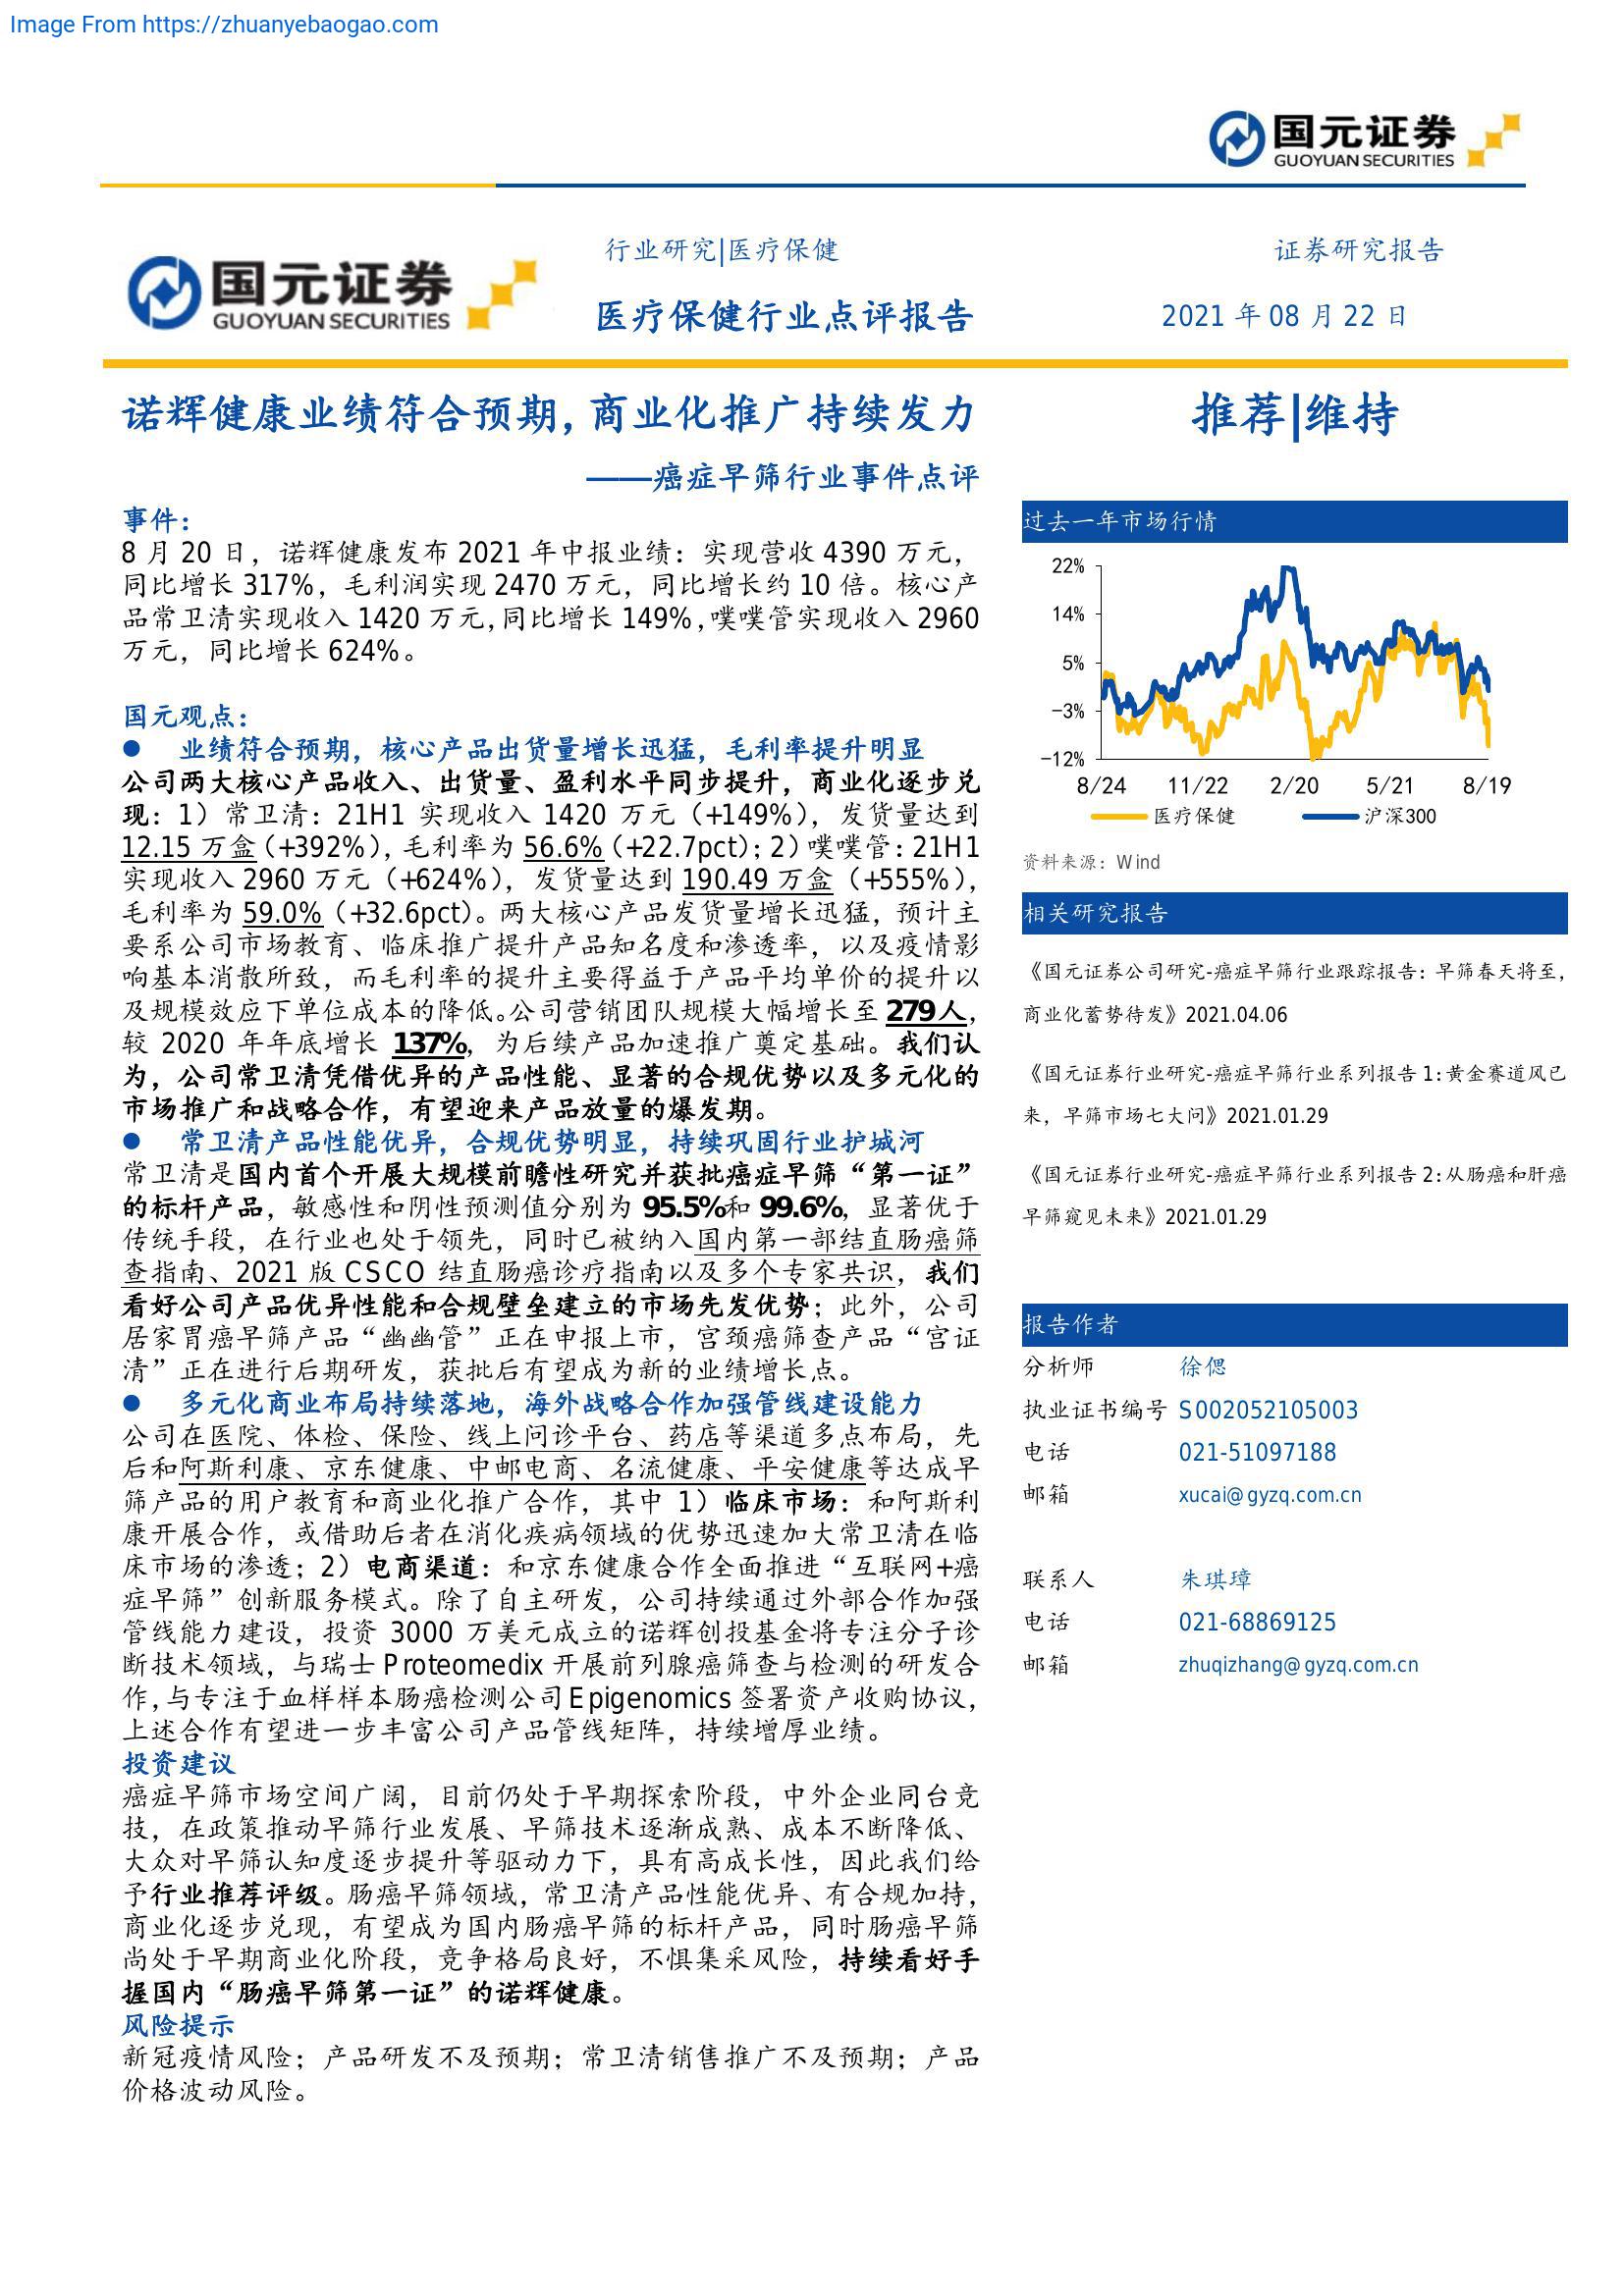 Image From https://zhuanyebaogao.com
国元证券
GUOYUAN SECURITIES
国元证券
GUOYUAN SECURITIES
行业研究|医疗保健
证券研究报告
医疗保健行业点评报告
2021 年 08 月 22 日
诺辉健康业绩符合预期，商业化推广持续发力
——癌症早筛行业事件点评
事件：
8 月 20 日，诺辉健康发布 2021 年中报业绩：实现营收 4390 万元，
同比增长 317%，毛利润实现 2470 万元，同比增长约 10 倍。核心产
品常卫清实现收入 1420 万元，同比增长 149%，噗噗管实现收入 2960
万元，同比增长 624%。
国元观点：
● 业绩符合预期，核心产品出货量增长迅猛，毛利率提升明显
公司两大核心产品收入、出货量、盈利水平同步提升，商业化逐步兑
现：1）常卫清：21H1 实现收入 1420 万元（+149%），发货量达到
12.15 万盒（+392%），毛利率为 56.6%（+22.7pct）；2）噗噗管：21H1
实现收入 2960 万元（+624%），发货量达到 190.49 万盒（+555%），
毛利率为 59.0%（+32.6pct）。两大核心产品发货量增长迅猛，预计主
要系公司市场教育、临床推广提升产品知名度和渗透率，以及疫情影
响基本消散所致，而毛利率的提升主要得益于产品平均单价的提升以
及规模效应下单位成本的降低。公司营销团队规模大幅增长至 279人，
较 2020 年年底增长 137%，为后续产品加速推广奠定基础。我们认
为，公司常卫清凭借优异的产品性能、显著的合规优势以及多元化的
市场推广和战略合作，有望迎来产品放量的爆发期。
● 常卫清产品性能优异，合规优势明显，持续巩固行业护城河
常卫清是国内首个开展大规模前瞻性研究并获批癌症早筛“第一证”
的标杆产品，敏感性和阴性预测值分别为 95.5%和 99.6%，显著优于
传统手段，在行业也处于领先，同时已被纳入国内第一部结直肠癌筛
查指南、2021 版 CSCO 结直肠癌诊疗指南以及多个专家共识，我们
看好公司产品优异性能和合规壁垒建立的市场先发优势；此外，公司
居家胃癌早筛产品“幽幽管”正在申报上市，宫颈癌筛查产品“宫证
清”正在进行后期研发，获批后有望成为新的业绩增长点。
● 多元化商业布局持续落地，海外战略合作加强管线建设能力
公司在医院、体检、保险、线上问诊平台、药店等渠道多点布局，先
后和阿斯利康、京东健康、中邮电商、名流健康、平安健康等达成早
筛产品的用户教育和商业化推广合作，其中 1）临床市场：和阿斯利
康开展合作，或借助后者在消化疾病领域的优势迅速加大常卫清在临
床市场的渗透；2）电商渠道：和京东健康合作全面推进“互联网+癌
症早筛”创新服务模式。除了自主研发，公司持续通过外部合作加强
管线能力建设，投资 3000 万美元成立的诺辉创投基金将专注分子诊
断技术领域，与瑞士 Proteomedix 开展前列腺癌筛查与检测的研发合
作，与专注于血样样本肠癌检测公司Epigenomics 签署资产收购协议，
上述合作有望进一步丰富公司产品管线矩阵，持续增厚业绩。
投资建议
癌症早筛市场空间广阔，目前仍处于早期探索阶段，中外企业同台竞
技，在政策推动早筛行业发展、早筛技术逐渐成熟、成本不断降低、
大众对早筛认知度逐步提升等驱动力下，具有高成长性，因此我们给
予行业推荐评级。肠癌早筛领域，常卫清产品性能优异、有合规加持，
商业化逐步兑现，有望成为国内肠癌早筛的标杆产品，同时肠癌早筛
尚处于早期商业化阶段，竞争格局良好，不惧集采风险，持续看好手
握国内“肠癌早筛第一证”的诺辉健康。
风险提示
新冠疫情风险；产品研发不及预期；常卫清销售推广不及预期；产品
价格波动风险。
推荐|维持
过去一年市场行情
22%
14%
5%
-3%
-12%
8/24 11/22 2/20 5/21 8/19
医疗保健 沪深300
资料来源：Wind
相关研究报告
《国元证券公司研究-癌症早筛行业跟踪报告：早筛春天将至，
商业化蓄势待发》2021.04.06
《国元证券行业研究-癌症早筛行业系列报告 1：黄金赛道风已
来，早筛市场七大问》2021.01.29
《国元证券行业研究-癌症早筛行业系列报告 2：从肠癌和肝癌
早筛窥见未来》2021.01.29
报告作者
分析师 徐偲
执业证书编号 S002052105003
电话 021-51097188
邮箱 xucai@gyzq.com.cn
联系人 朱琪璋
电话 021-68869125
邮箱 zhuqizhang@gyzq.com.cn